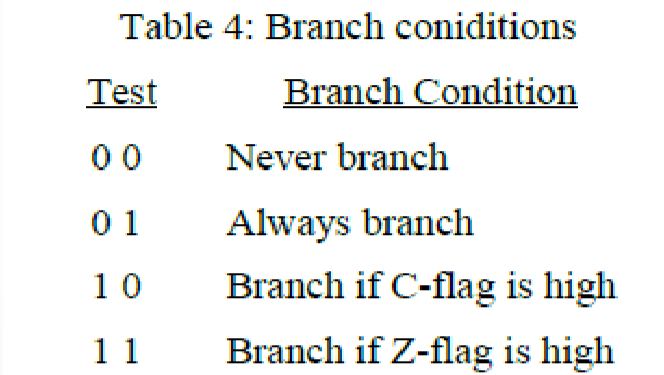 Table 4: Branch coniditions
Test Branch Condition
0 0 Never branch
0 1 Always branch
1 0 Branch if C-flag is high
1 1 Branch if Z-flag is high